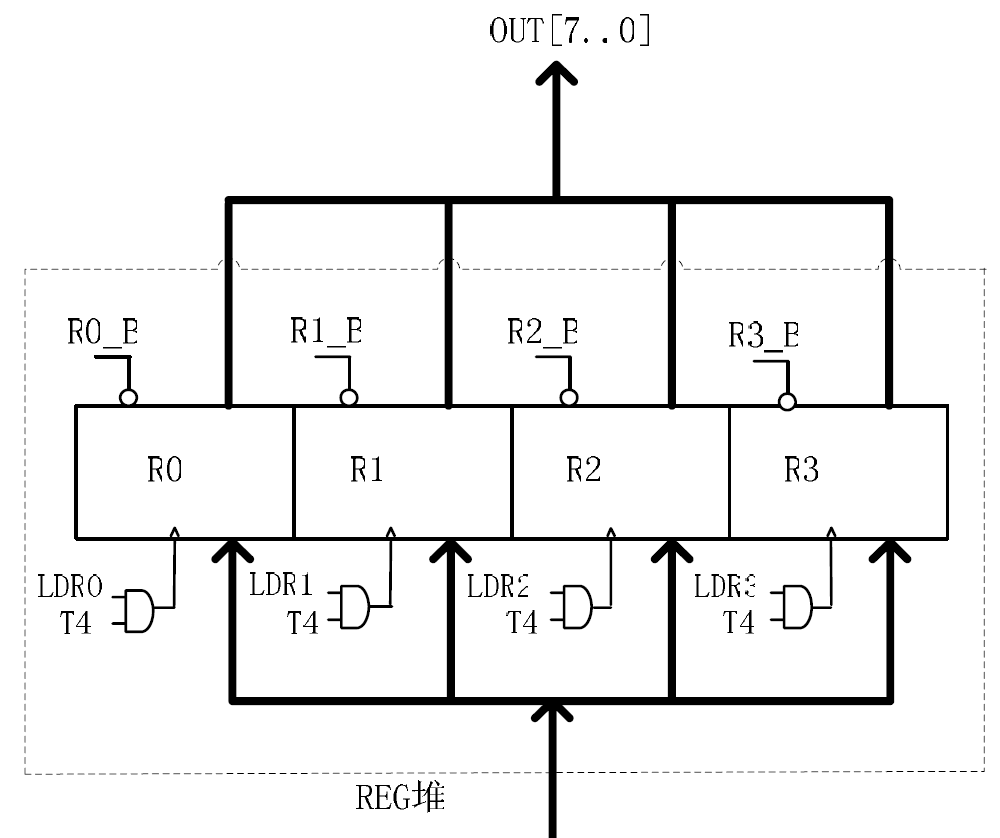 OUT[7..0]
R0_B
R1_B
R2_B
R3_B
R0
R1
R2
R3
LDR0
T4
LDR1
T4
LDR2
T4
LDR3
T4
REG堆